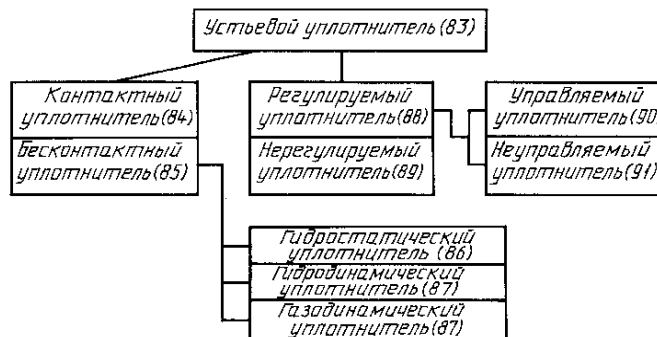 Устьевой уплотнитель(83)
Контактный
уплотнитель(84)
Бесконтактный
уплотнитель(85)
Регулируемый
уплотнитель(88)
Нерегулируемый
уплотнитель(89)
Управляемый
уплотнитель(90)
Неуправляемый
уплотнитель(91)
Гидростатический
уплотнитель (86)
Гидродинамический
уплотнитель(87)
Газодинамический
уплотнитель(87)